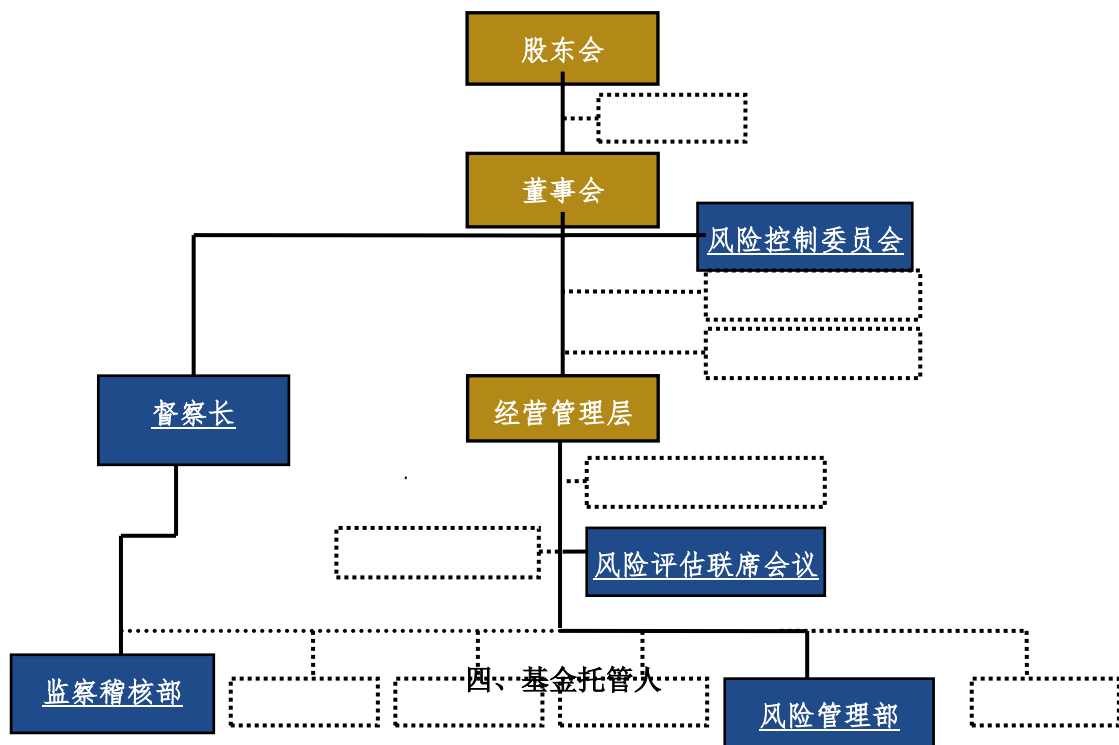 股东会
董事会
风险控制委员会
督察长
经营管理层
风险评估联席会议
监察稽核部
四、基金托管人
风险管理部